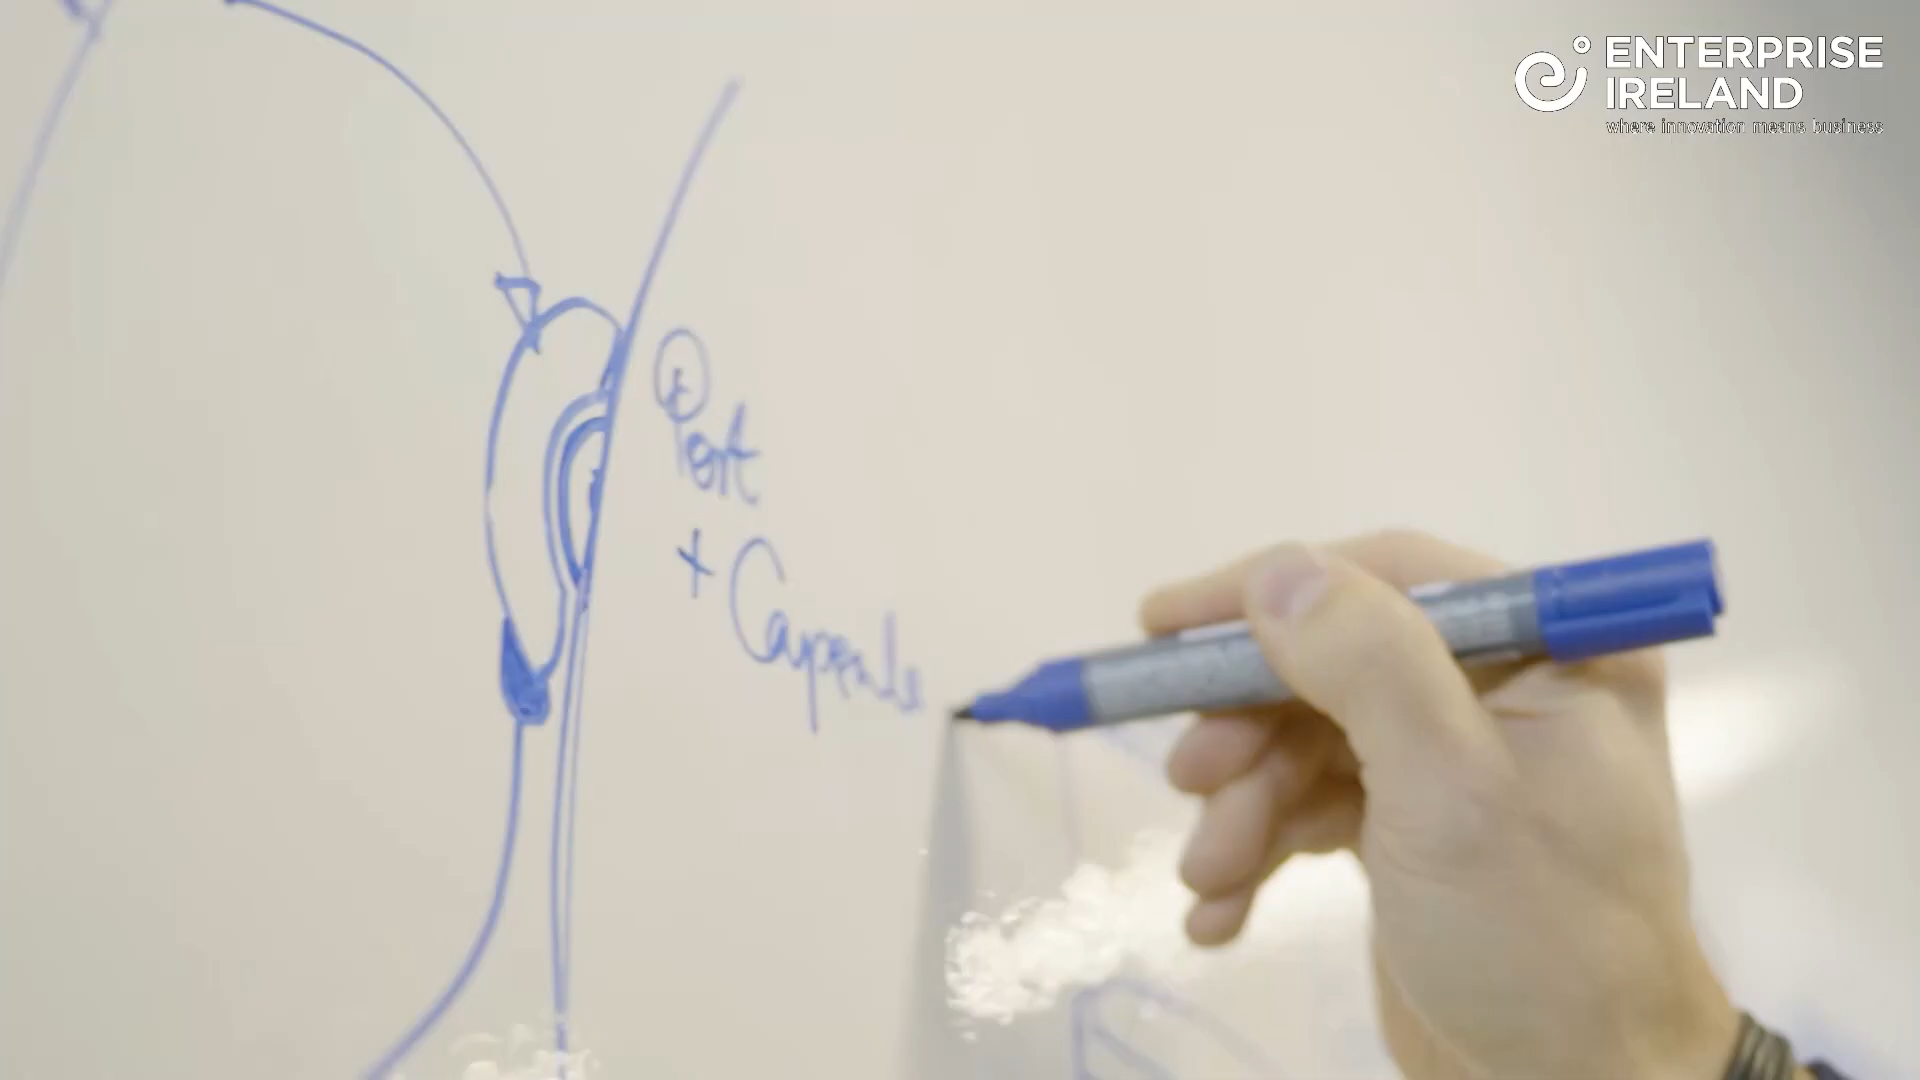 ENTERPRISE
IRELAND
where innovation means business
Port
+ Capsule